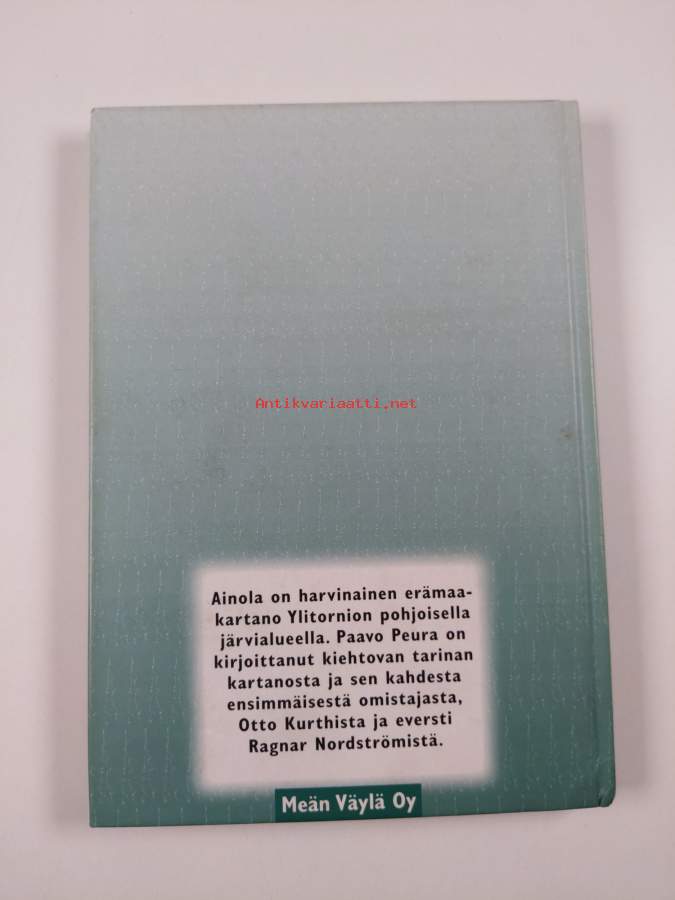 Antikvariaatti.net
Ainola on harvinainen erämaa-
kartano Ylitornion pohjoisella
järvialueella. Paavo Peura on
kirjoittanut kiehtovan tarinan
kartanosta ja sen kahdesta
ensimmäisestä omistajasta,
Otto Kurthista ja eversti
Ragnar Nordströmistä.
Meän Väylä Oy